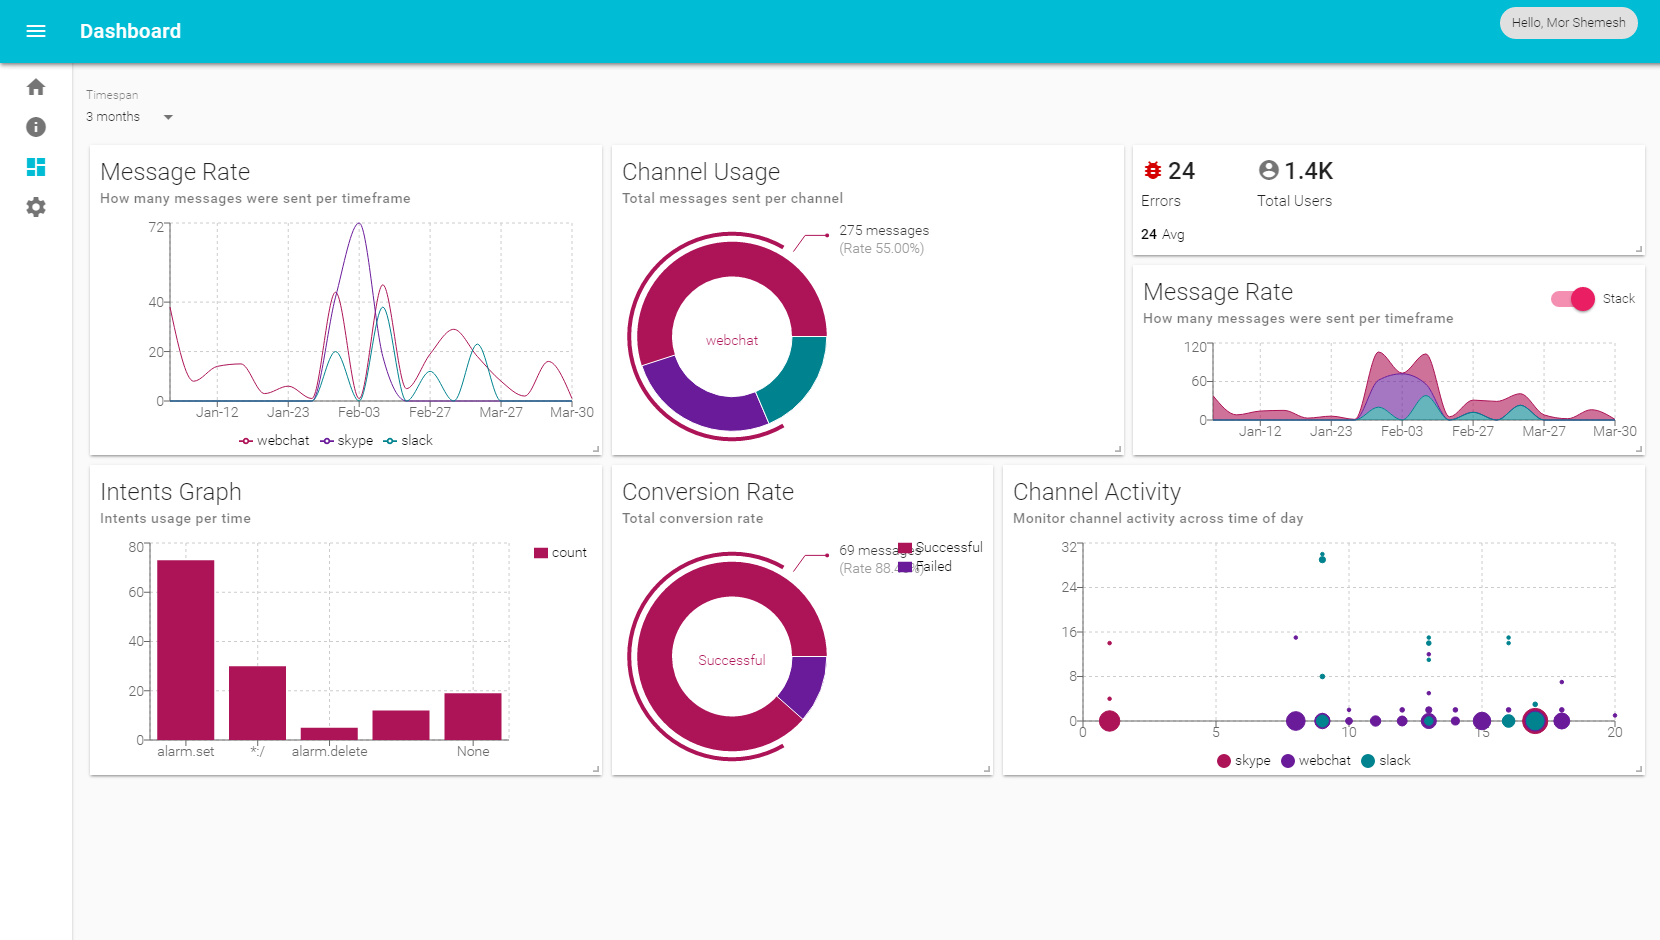 Dashboard
Hello, Mor Shemesh
Timespan
3 months
Message Rate
How many messages were sent per timeframe
72
40
20
0
Jan-12 Jan-23 Feb-03 Feb-27 Mar-27 Mar-30
webchat skype slack
Channel Usage
Total messages sent per channel
275 messages
(Rate 55.00%)
webchat
24
Errors
24 Avg
1.4K
Total Users
Message Rate
How many messages were sent per timeframe
Stack
120
60
0
Jan-12 Jan-23 Feb-03 Feb-27 Mar-27 Mar-30
Intents Graph
Intents usage per time
count
80
60
40
20
0
alarm.set *:/ alarm.delete None
Conversion Rate
Total conversion rate
69 messages
(Rate 88.
Successful
Failed
Successful
Channel Activity
Monitor channel activity across time of day
32
24
16
8
0
0 5 10 15 20
skype webchat slack